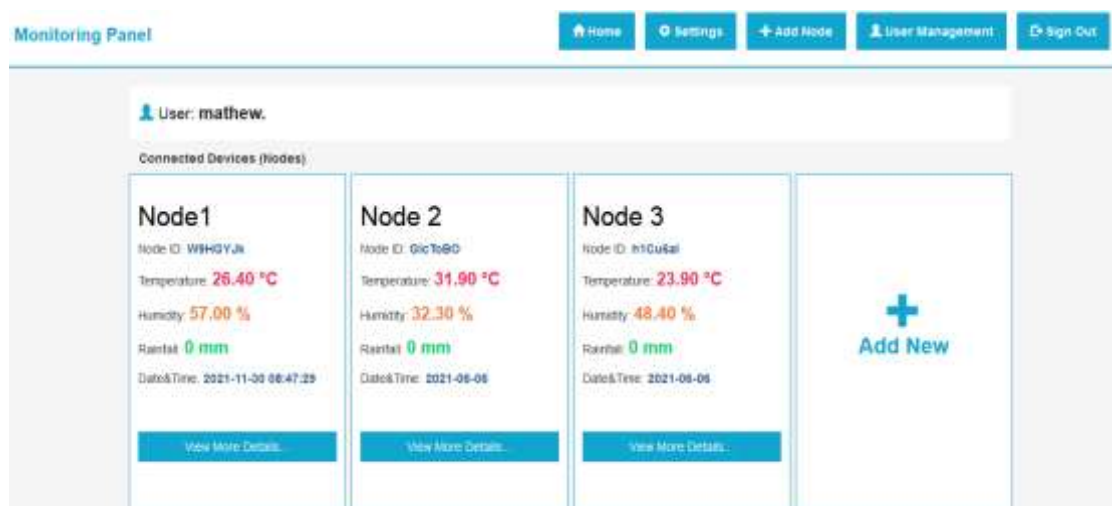 Monitoring Panel
Home
Settings
Add Node
User Management
Sign Out
User: mathew.
Connected Devices (Nodes)
Node1
Node ID:
Temperature: 26.40 °C
Humidity: 57.00 %
Rainfall: 0 mm
Date&Time: 2021-11-30 08:47:29
View More Details..
Node 2
Node ID:
Temperature: 31.90 °C
Humidity: 32.30 %
Rainfall: 0 mm
Date&Time: 2021-06-06
View More Details..
Node 3
Node ID:
Temperature: 23.90 °C
Humidity: 48.40 %
Rainfall: 0 mm
Date&Time: 2021-06-06
View More Details..
Add New